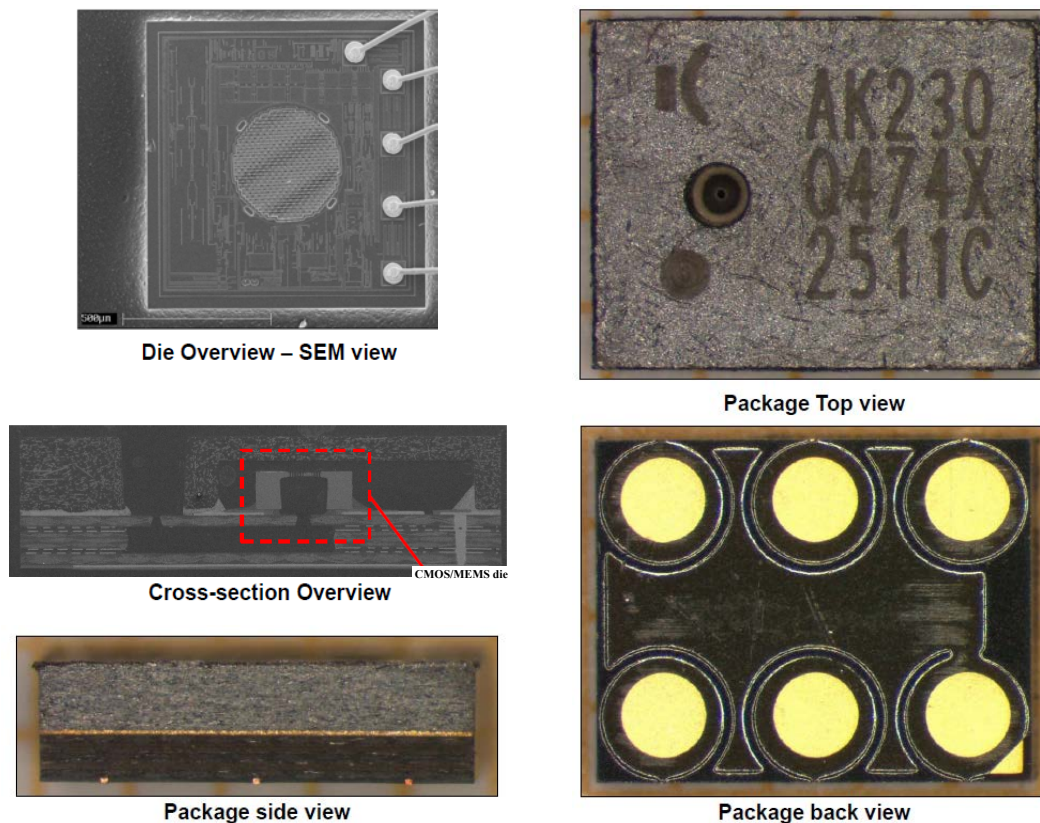 500µm
Die Overview – SEM view
AK230
0474X
2511C
Package Top view
CMOS/MEMS die
Cross-section Overview
Package side view
Package back view